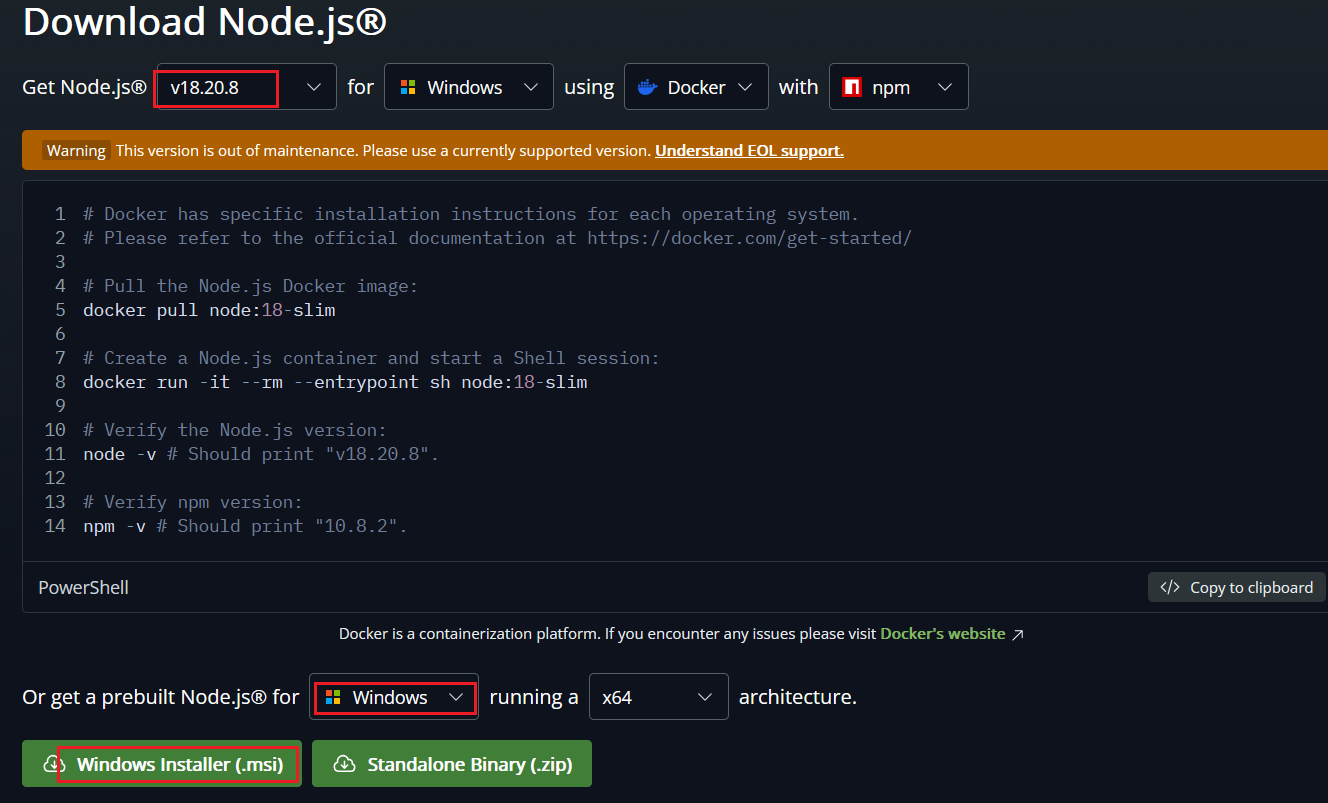 Download Node.js®
Get Node.js® v18.20.8 for Windows using Docker with npm
Warning This version is out of maintenance. Please use a currently supported version. Understand EOL support.
1 # Docker has specific installation instructions for each operating system.
2 # Please refer to the official documentation at https://docker.com/get-started/
3
4 # Pull the Node.js Docker image:
5 docker pull node:18-slim
6
7 # Create a Node.js container and start a Shell session:
8 docker run -it --rm --entrypoint sh node:18-slim
9
10 # Verify the Node.js version:
11 node -v # Should print "v18.20.8".
12
13 # Verify npm version:
14 npm -v # Should print "10.8.2".
PowerShell </> Copy to clipboard
Docker is a containerization platform. If you encounter any issues please visit Docker's website ↗
Or get a prebuilt Node.js® for Windows running a x64 architecture.
Windows Installer (.msi) Standalone Binary (.zip)